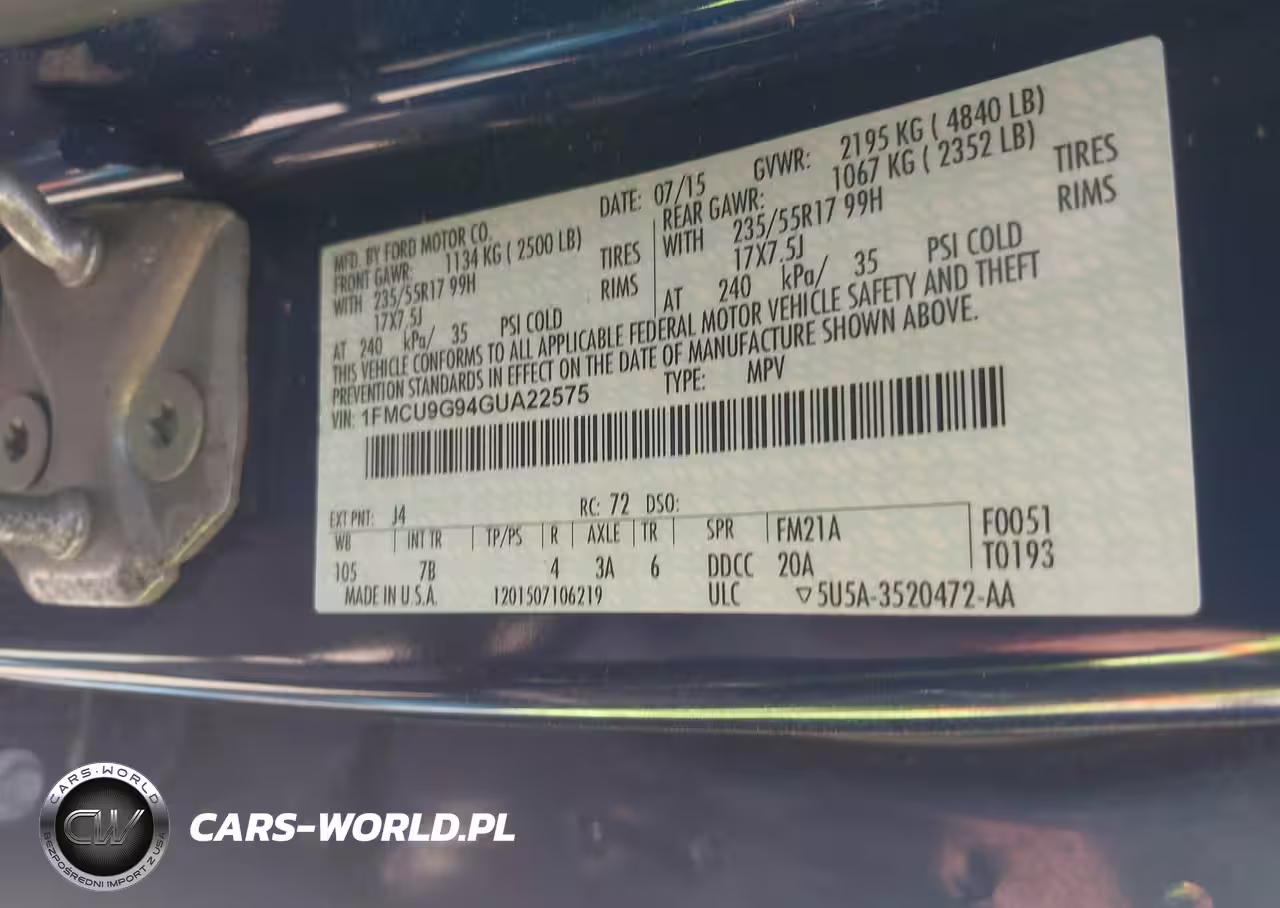 MFD. BY FORD MOTOR CO. DATE: 07/15 GVWR: 2195 KG ( 4840 LB)
FRONT GAWR: 1134 KG ( 2500 LB) REAR GAWR: 1067 KG ( 2352 LB)
WITH 235/55R17 99H TIRES WITH 235/55R17 99H TIRES
17X7.5J RIMS 17X7.5J RIMS
AT 240 kPa/ 35 PSI COLD AT 240 kPa/ 35 PSI COLD
THIS VEHICLE CONFORMS TO ALL APPLICABLE FEDERAL MOTOR VEHICLE SAFETY AND THEFT
PREVENTION STANDARDS IN EFFECT ON THE DATE OF MANUFACTURE SHOWN ABOVE.
VIN: 1FMCU9G94GUA22575 TYPE: MPV
EXT PNT: J4 RC: 72 DSO:
WB INT TR TP/PS R AXLE TR SPR FM21A F0051
105 7B 4 3A 6 DDCC 20A T0193
MADE IN U.S.A. 1201507106219 ULC ▽5U5A-3520472-AA
CARS-WORLD
CW
BEZPOŚREDNI IMPORT Z USA
CARS-WORLD.PL